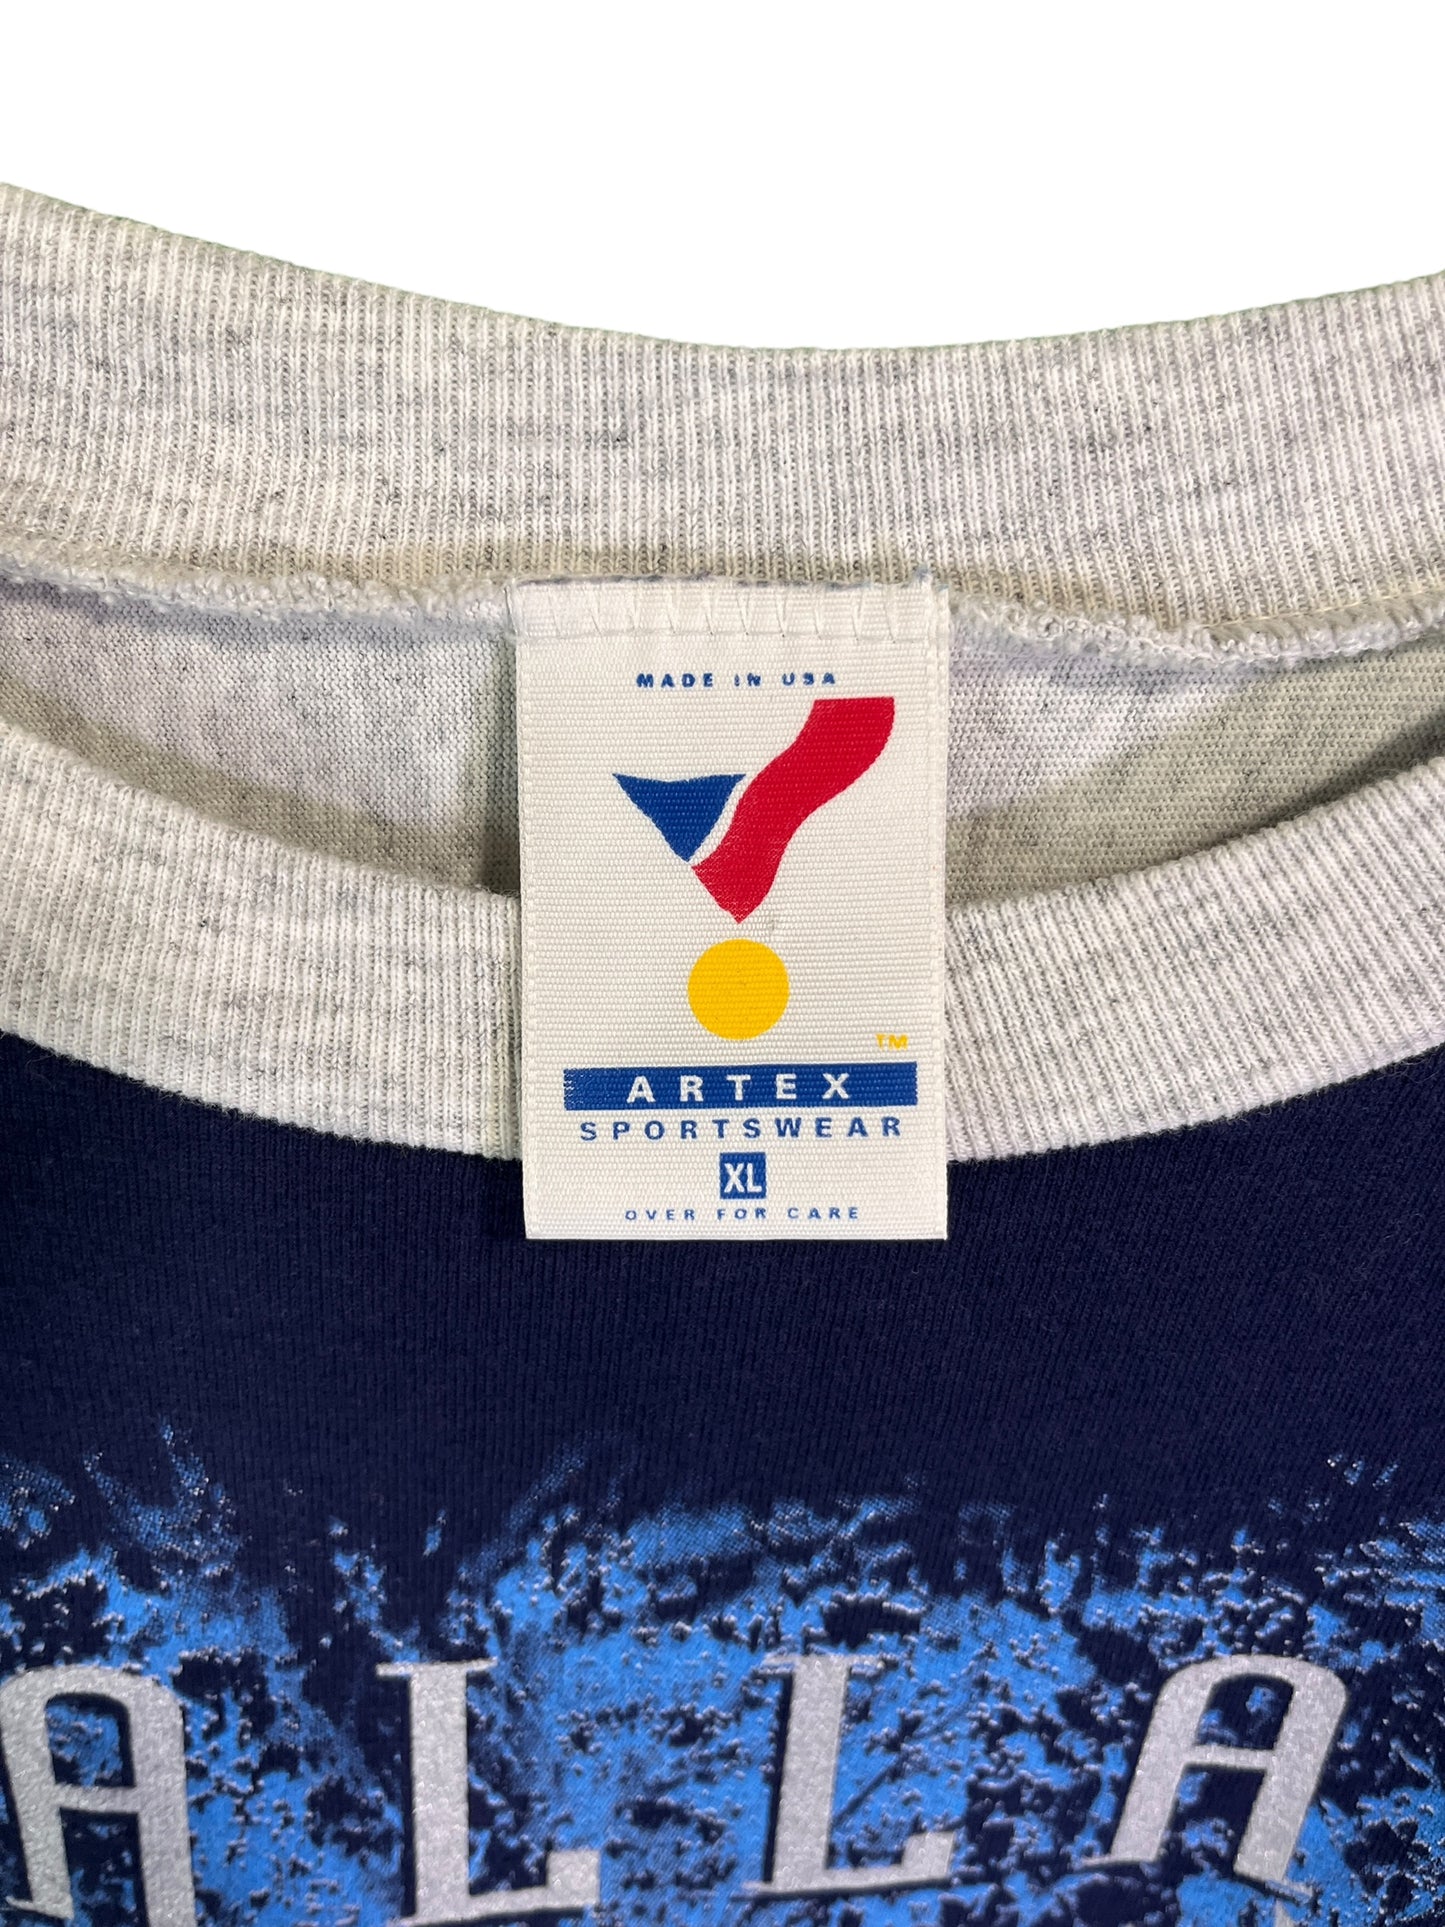 MADE IN USA
TM
ARTEX
SPORTSWEAR
XL
OVER FOR CARE
ALLA